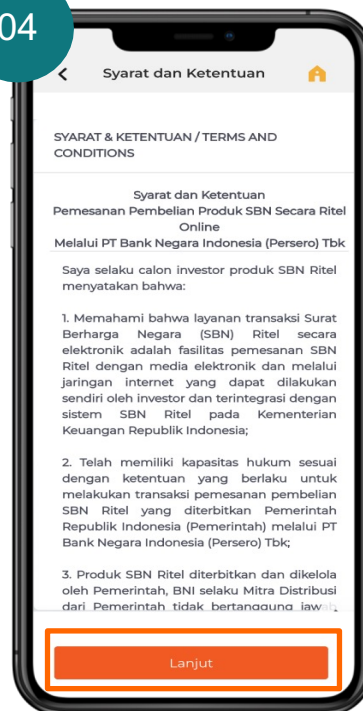 04
Syarat dan Ketentuan
SYARAT & KETENTUAN / TERMS AND
CONDITIONS
Syarat dan Ketentuan
Pemesanan Pembelian Produk SBN Secara Ritel
Online
Melalui PT Bank Negara Indonesia (Persero) Tbk
Saya selaku calon investor produk SBN Ritel
menyatakan bahwa:
1. Memahami bahwa layanan transaksi Surat
Berharga Negara (SBN) Ritel secara
elektronik adalah fasilitas pemesanan SBN
Ritel dengan media elektronik dan melalui
jaringan internet yang dapat dilakukan
sendiri oleh investor dan terintegrasi dengan
sistem SBN Ritel pada Kementerian
Keuangan Republik Indonesia;
2. Telah memiliki kapasitas hukum sesuai
dengan ketentuan yang berlaku untuk
melakukan transaksi pemesanan pembelian
SBN Ritel yang diterbitkan Pemerintah
Republik Indonesia (Pemerintah) melalui PT
Bank Negara Indonesia (Persero) Tbk;
3. Produk SBN Ritel diterbitkan dan dikelola
oleh Pemerintah, BNI selaku Mitra Distribusi
dari Pemerintah tidak bertanggung jawab
Lanjut